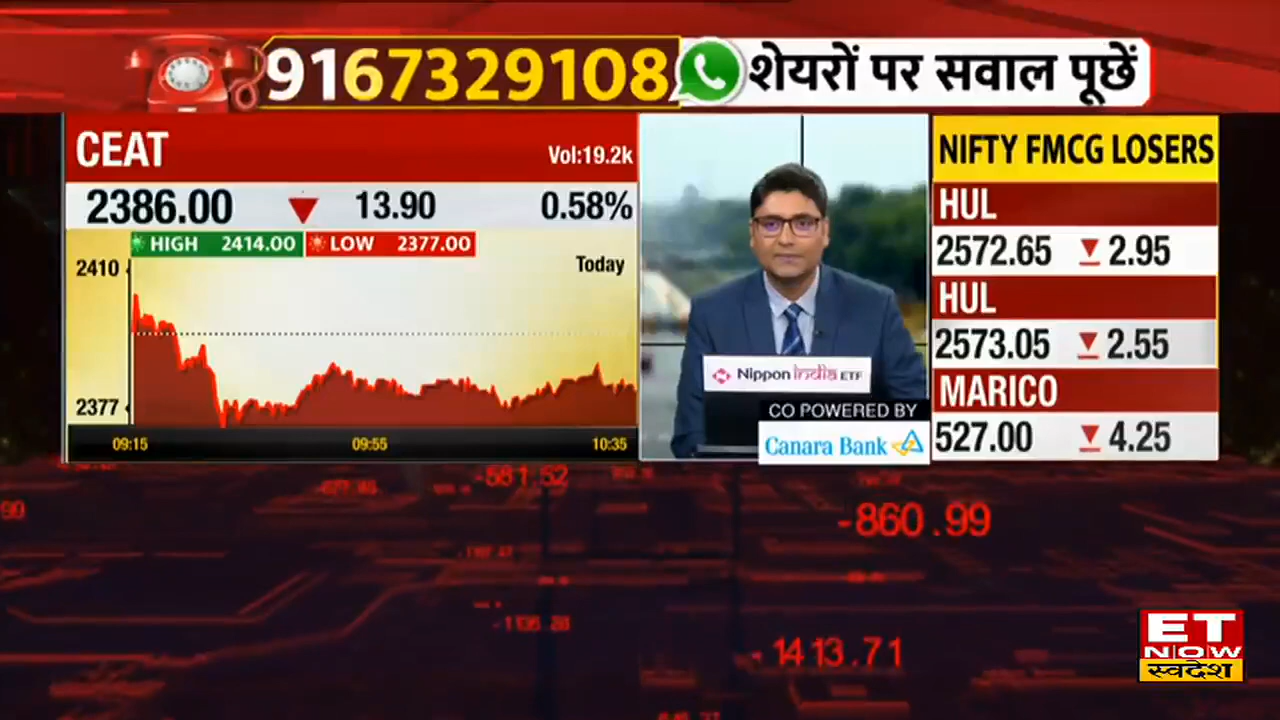 9167329108
शेयरों पर सवाल पूछें
CEAT
Vol:19.2k
2386.00 13.90 0.58%
HIGH 2414.00 LOW 2377.00
Today
2410
2377
09:15 09:55 10:35
Nippon india ETF
CO POWERED BY
Canara Bank
NIFTY FMCG LOSERS
HUL
2572.65 2.95
HUL
2573.05 2.55
MARICO
527.00 4.25
-581.52
99
-860.99
-1413.71
ET
NOW
स्वदेश